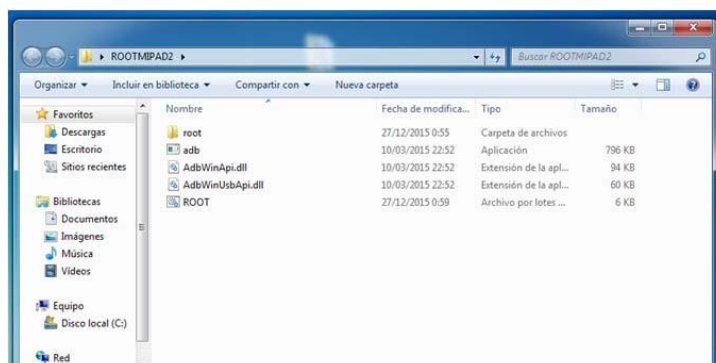 ROOTMIPAD2
Buscar ROOTMIPAD2
Organizar Incluir en biblioteca Compartir con Nueva carpeta
Favoritos
Descargas
Escritorio
Sitios recientes
Bibliotecas
Documentos
Imágenes
Música
Vídeos
Equipo
Disco local (C:)
Red
Nombre Fecha de modifica... Tipo Tamaño
root 27/12/2015 0:55 Carpeta de archivos
adb 10/03/2015 22:52 Aplicación 796 KB
AdbWinApi.dll 10/03/2015 22:52 Extensión de la apl... 94 KB
AdbWinUsbApi.dll 10/03/2015 22:52 Extensión de la apl... 60 KB
ROOT 27/12/2015 0:59 Archivo por lotes ... 6 KB